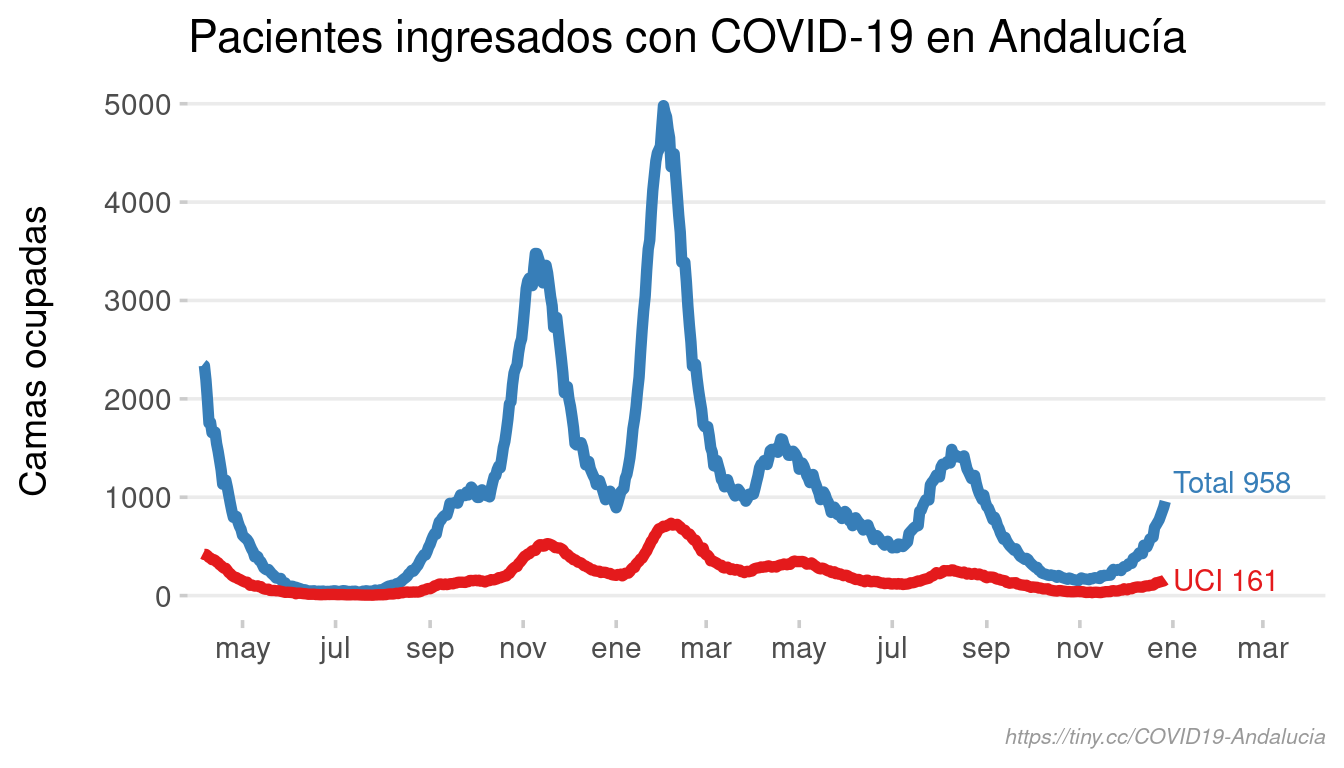 Pacientes ingresados con COVID-19 en Andalucía
Camas ocupadas
5000
4000
3000
2000
1000
0
Total 958
UCI 161
may jul sep nov ene mar may jul sep nov ene mar
https://tiny.cc/COVID19-Andalucia